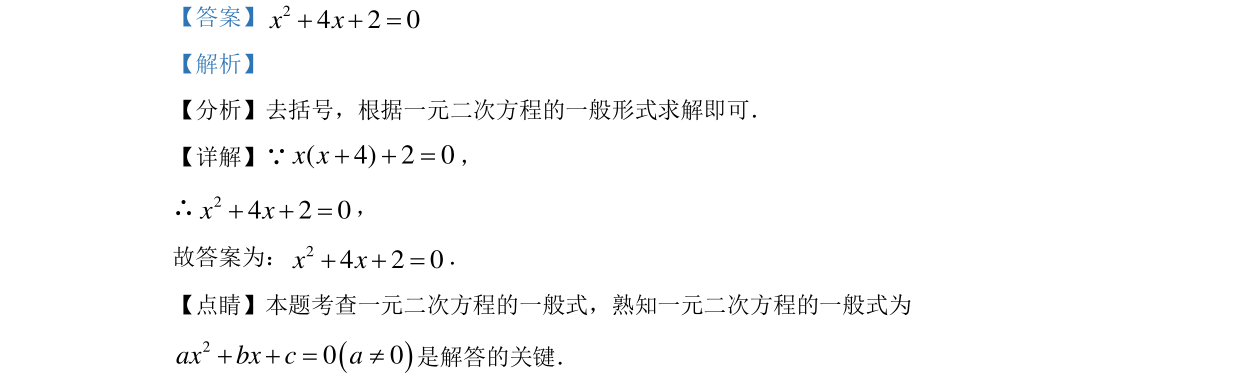 【答案】x²+4x+2=0
【解析】
【分析】去括号，根据一元二次方程的一般形式求解即可．
【详解】∵x(x+4)+2=0，
∴x²+4x+2=0，
故答案为：x²+4x+2=0．
【点睛】本题考查一元二次方程的一般式，熟知一元二次方程的一般式为
ax²+bx+c=0(a≠0)是解答的关键．